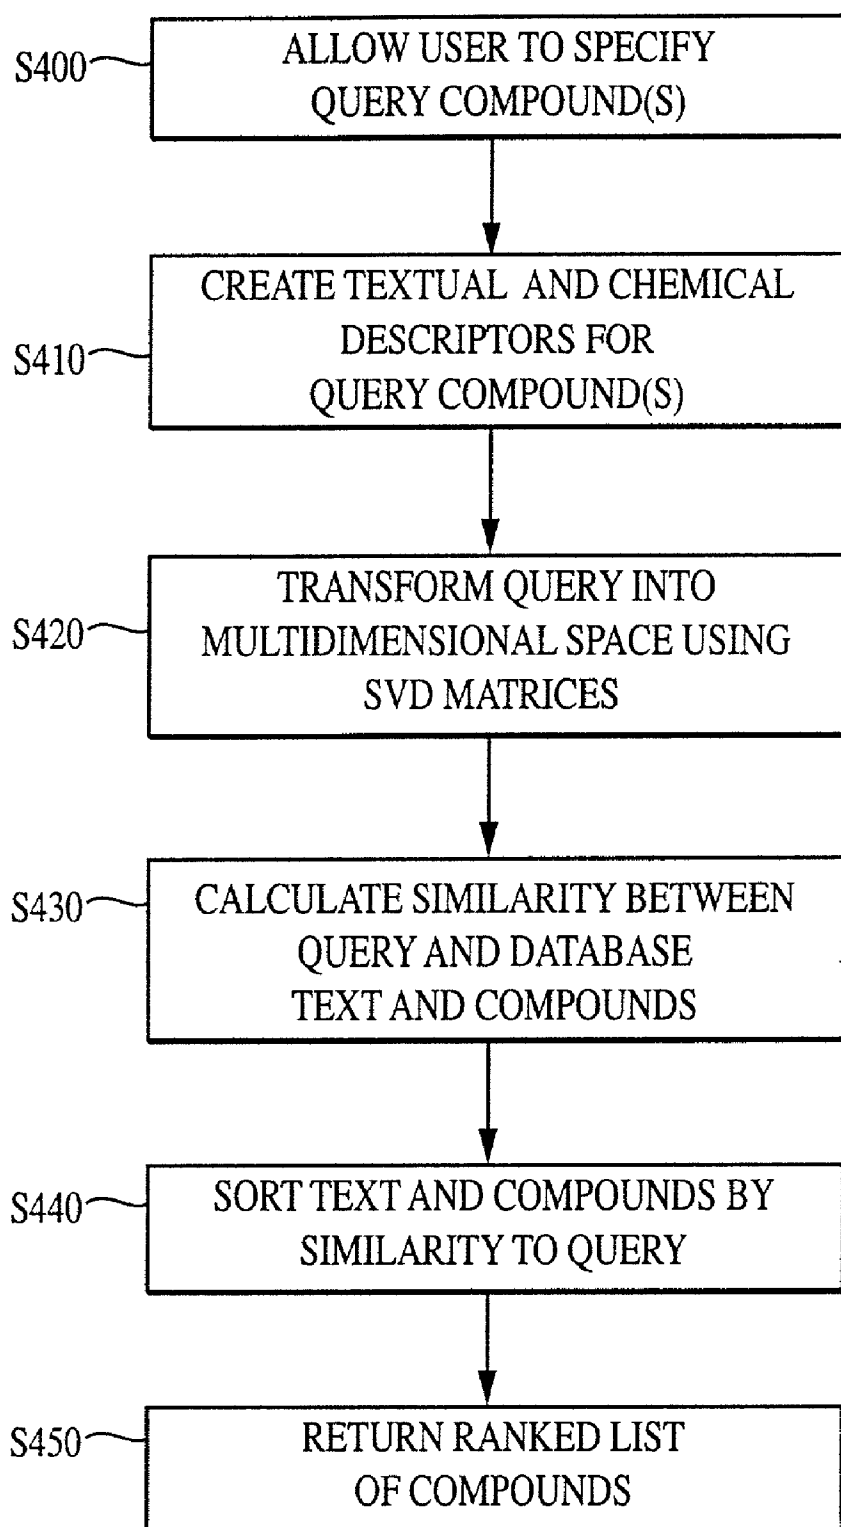 S400
ALLOW USER TO SPECIFY
QUERY COMPOUND(S)
S410
CREATE TEXTUAL AND CHEMICAL
DESCRIPTORS FOR
QUERY COMPOUND(S)
S420
TRANSFORM QUERY INTO
MULTIDIMENSIONAL SPACE USING
SVD MATRICES
S430
CALCULATE SIMILARITY BETWEEN
QUERY AND DATABASE
TEXT AND COMPOUNDS
S440
SORT TEXT AND COMPOUNDS BY
SIMILARITY TO QUERY
S450
RETURN RANKED LIST
OF COMPOUNDS